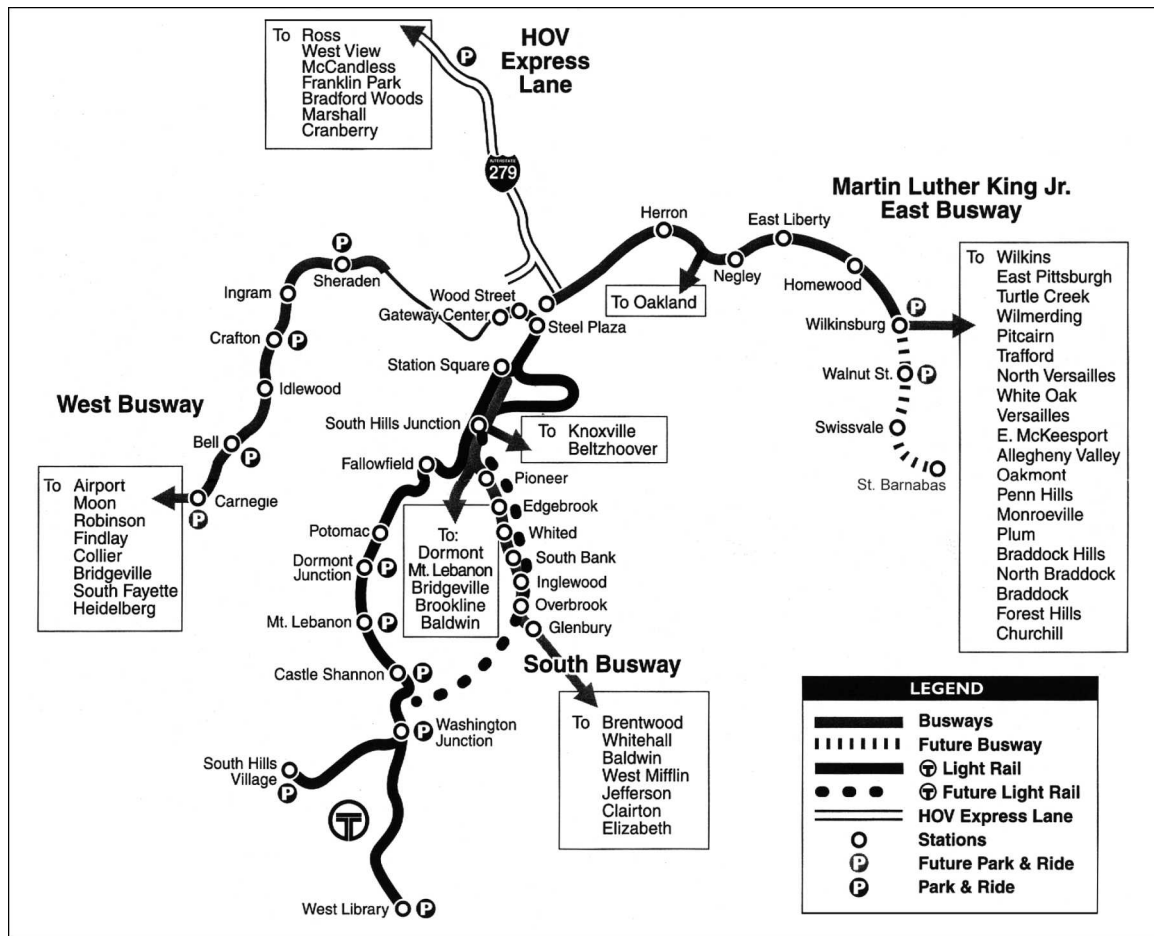 To Ross
West View
McCandless
Franklin Park
Bradford Woods
Marshall
Cranberry
HOV
Express
Lane
P
INTERSTATE
279
Martin Luther King Jr.
East Busway
Herron
East Liberty
Negley
Homewood
To Oakland
Wilkinsburg
P
Walnut St.
P
Swissvale
St. Barnabas
To Wilkins
East Pittsburgh
Turtle Creek
Wilmerding
Pitcairn
Trafford
North Versailles
White Oak
Versailles
E. McKeesport
Allegheny Valley
Oakmont
Penn Hills
Monroeville
Plum
Braddock Hills
North Braddock
Braddock
Forest Hills
Churchill
P
Sheraden
Ingram
Crafton
P
Idlewood
West Busway
Bell
P
Carnegie
P
To Airport
Moon
Robinson
Findlay
Collier
Bridgeville
South Fayette
Heidelberg
Wood Street
Gateway Center
Steel Plaza
Station Square
South Hills Junction
To Knoxville
Beltzhoover
Fallowfield
Pioneer
Edgebrook
Whited
South Bank
Inglewood
Overbrook
Glenbury
To:
Dormont
Mt. Lebanon
Bridgeville
Brookline
Baldwin
Potomac
Dormont
Junction
P
Mt. Lebanon
P
Castle Shannon
P
Washington
Junction
P
South Hills
Village
P
T
West Library
P
South Busway
To Brentwood
Whitehall
Baldwin
West Mifflin
Jefferson
Clairton
Elizabeth
LEGEND
Busways
Future Busway
T Light Rail
T Future Light Rail
HOV Express Lane
Stations
P Future Park & Ride
P Park & Ride